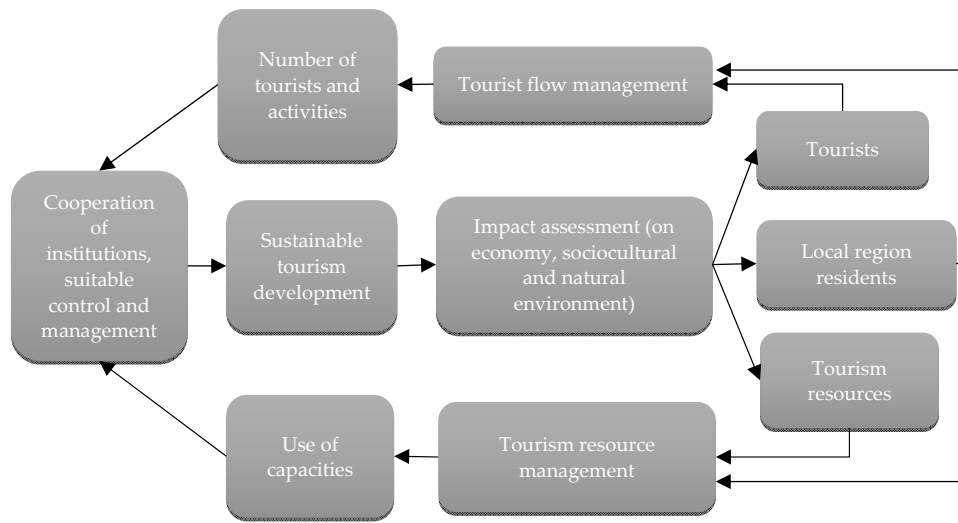 Number of
tourists and
activities
Tourist flow management
Tourists
Cooperation
of
institutions,
suitable
control and
management
Sustainable
tourism
development
Impact assessment (on
economy, sociocultural
and natural
environment)
Local region
residents
Tourism
resources
Use of
capacities
Tourism resource
management